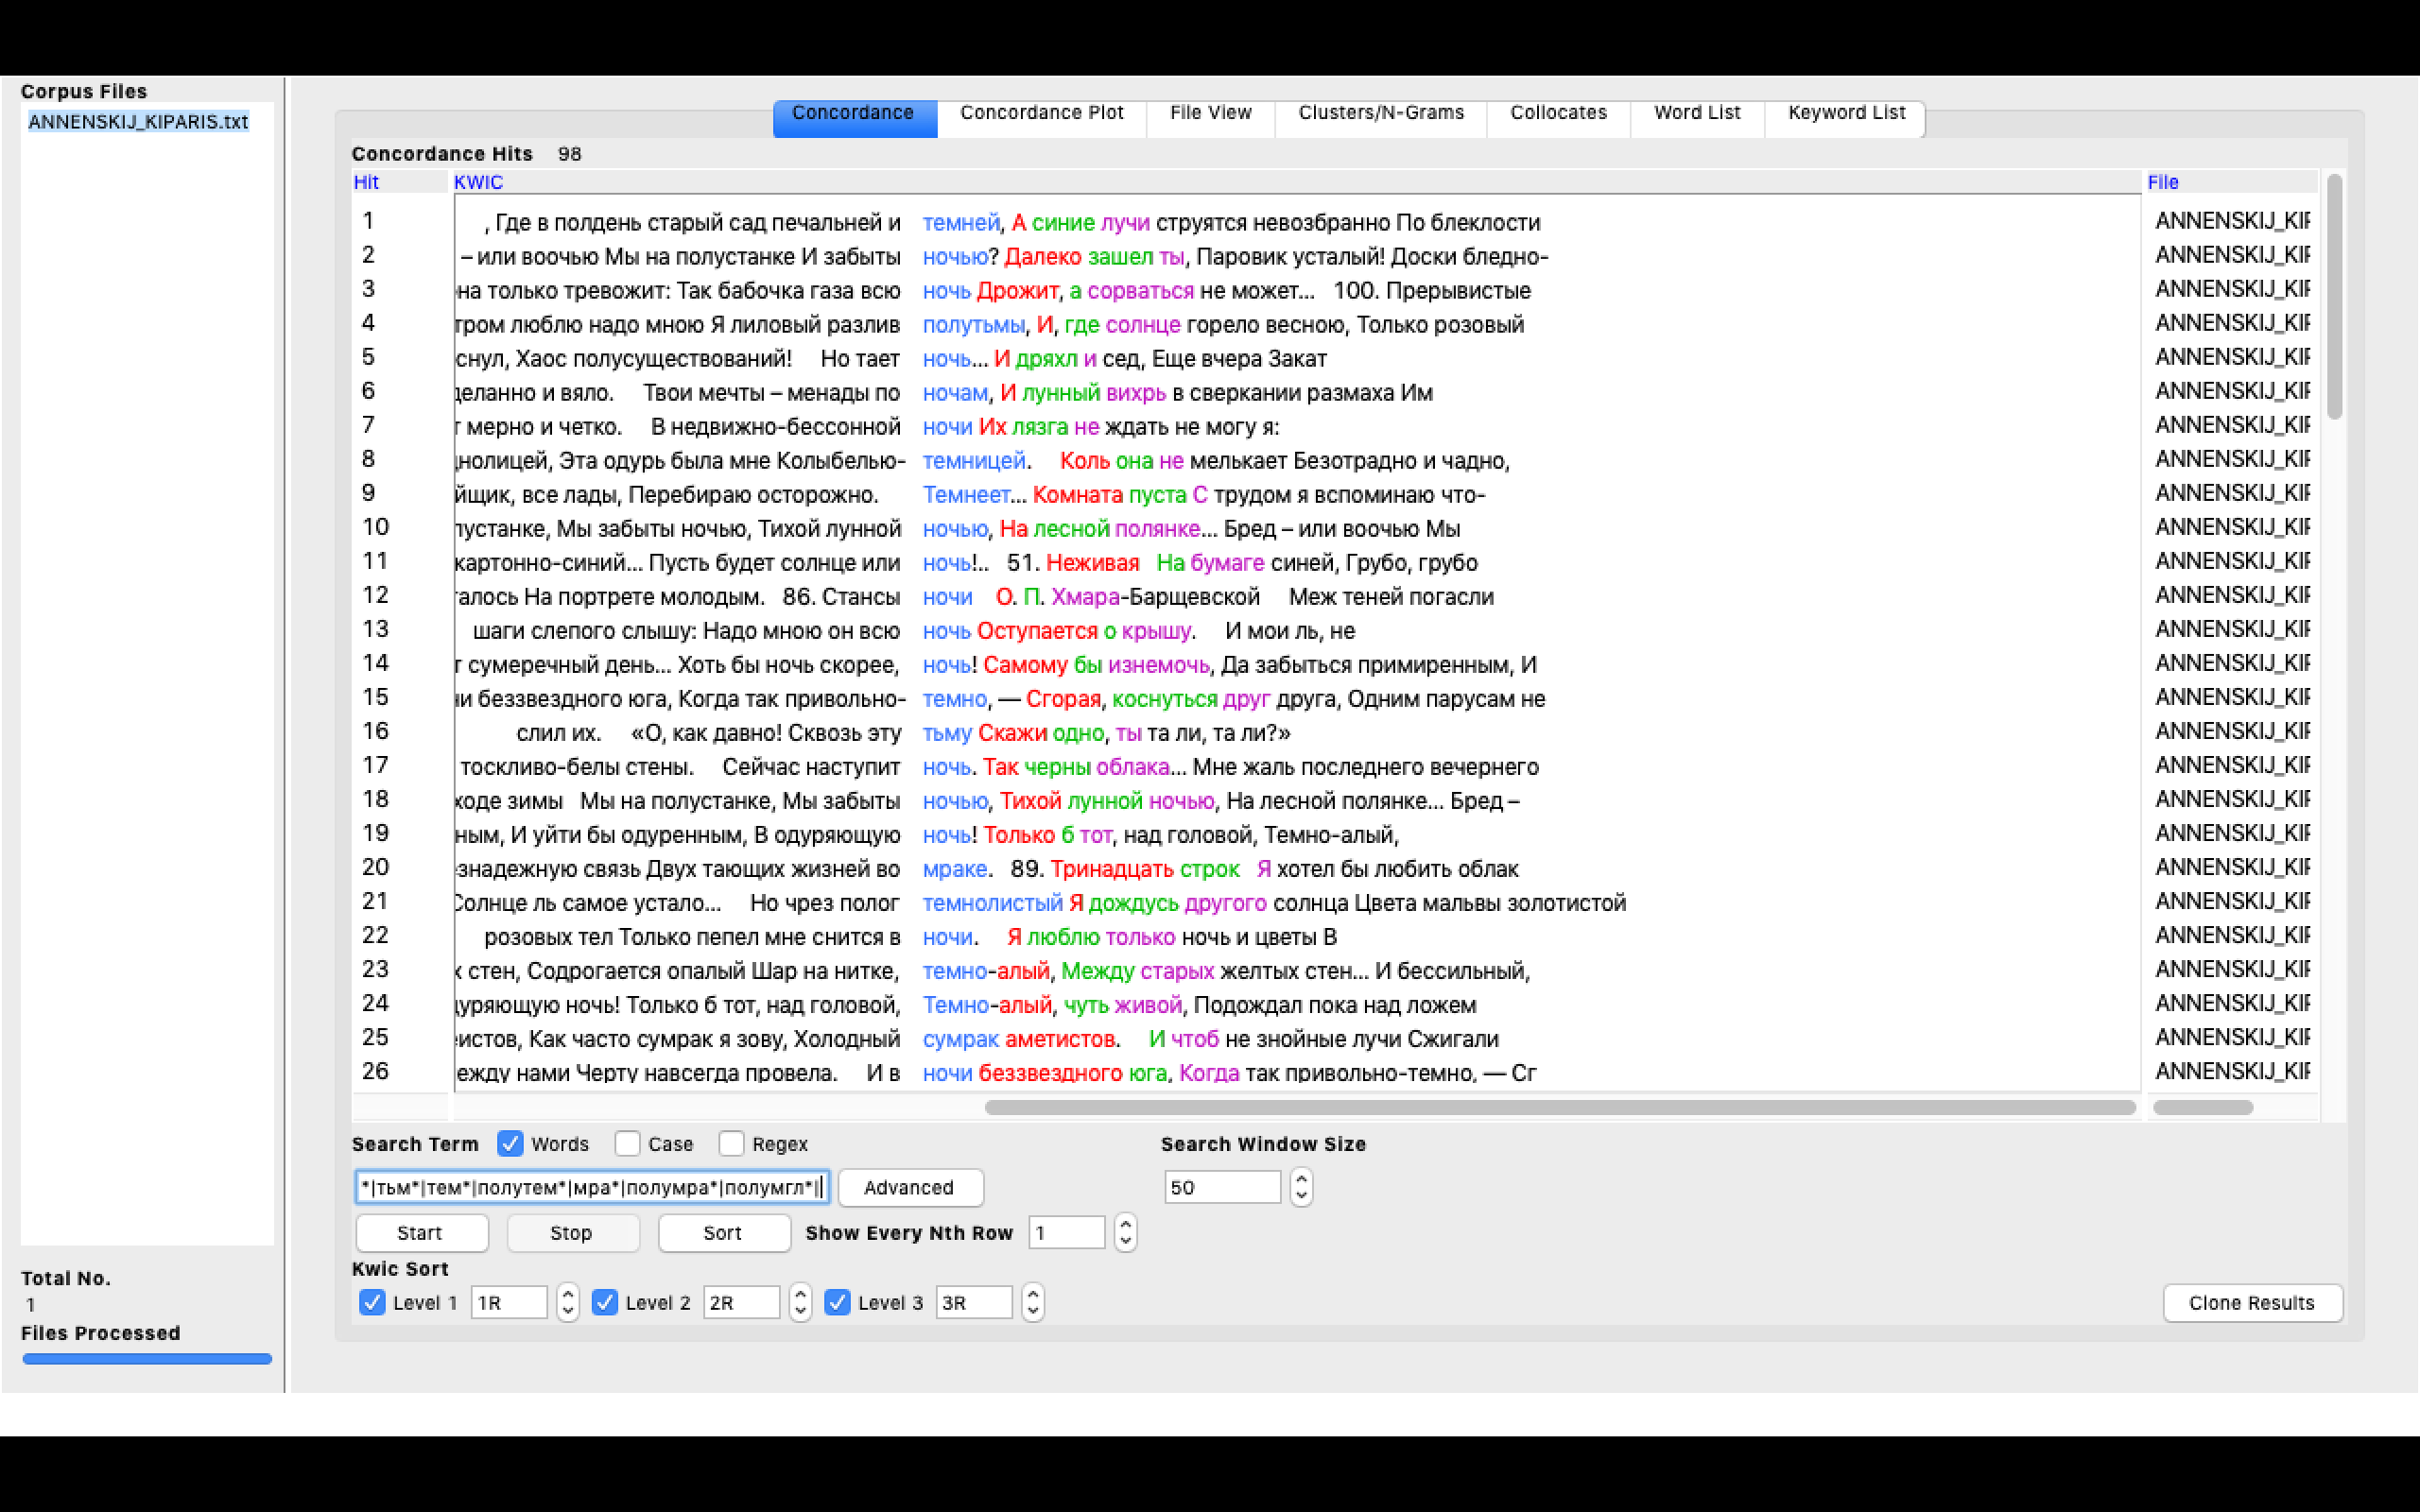 Corpus Files
ANNENSKIJ_KIPARIS.txt
Concordance Concordance Plot File View Clusters/N-Grams Collocates Word List Keyword List
Concordance Hits 98
Hit KWIC File
1 , Где в полдень старый сад печальней и темней, А синие лучи струятся невозбранно По блеклости ANNENSKIJ_KIF
2 – или воочью Мы на полустанке И забыты ночью? Далеко зашел ты, Паровик усталый! Доски бледно- ANNENSKIJ_KIF
3 на только тревожит: Так бабочка газа всю ночь Дрожит, а сорваться не может... 100. Прерывистые ANNENSKIJ_KIF
4 тром люблю надо мною Я лиловый разлив полутьмы, И, где солнце горело весною, Только розовый ANNENSKIJ_KIF
5 снул, Хаос полусуществований! Но тает ночь... И дряхл и сед, Еще вчера Закат ANNENSKIJ_KIF
6 деланно и вяло. Твои мечты – менады по ночам, И лунный вихрь в сверкании размаха Им ANNENSKIJ_KIF
7 т мерно и четко. В недвижно-бессонной ночи Их лязга не ждать не могу я: ANNENSKIJ_KIF
8 нолицей, Эта одурь была мне Колыбелью- темницей. Коль она не мелькает Безотрадно и чадно, ANNENSKIJ_KIF
9 йщик, все лады, Перебираю осторожно. Темнеет... Комната пуста С трудом я вспоминаю что- ANNENSKIJ_KIF
10 пустанке, Мы забыты ночью, Тихой лунной ночью, На лесной полянке... Бред – или воочью Мы ANNENSKIJ_KIF
11 картонно-синий... Пусть будет солнце или ночь!.. 51. Неживая На бумаге синей, Грубо, грубо ANNENSKIJ_KIF
12 талось На портрете молодым. 86. Стансы ночи О. П. Хмара-Барщевской Меж теней погасли ANNENSKIJ_KIF
13 шаги слепого слышу: Надо мною он всю ночь Оступается о крышу. И мои ль, не ANNENSKIJ_KIF
14 т сумеречный день... Хоть бы ночь скорее, ночь! Самому бы изнемочь, Да забыться примиренным, И ANNENSKIJ_KIF
15 и беззвездного юга, Когда так привольно- темно, — Сгорая, коснуться друг друга, Одним парусам не ANNENSKIJ_KIF
16 слил их. «О, как давно! Сквозь эту тьму Скажи одно, ты та ли, та ли?» ANNENSKIJ_KIF
17 тоскливо-белы стены. Сейчас наступит ночь. Так черны облака... Мне жаль последнего вечернего ANNENSKIJ_KIF
18 ходе зимы Мы на полустанке, Мы забыты ночью, Тихой лунной ночью, На лесной полянке... Бред – ANNENSKIJ_KIF
19 ным, И уйти бы одуренным, В одуряющую ночь! Только б тот, над головой, Темно-алый, ANNENSKIJ_KIF
20 знадежную связь Двух тающих жизней во мраке. 89. Тринадцать строк Я хотел бы любить облак ANNENSKIJ_KIF
21 Солнце ль самое устало... Но чрез полог темнолистый Я дождусь другого солнца Цвета мальвы золотистой ANNENSKIJ_KIF
22 розовых тел Только пепел мне снится в ночи. Я люблю только ночь и цветы В ANNENSKIJ_KIF
23 х стен, Содрогается опалый Шар на нитке, темно-алый, Между старых желтых стен... И бессильный, ANNENSKIJ_KIF
24 уряющую ночь! Только б тот, над головой, Темно-алый, чуть живой, Подождал пока над ложем ANNENSKIJ_KIF
25 истов, Как часто сумрак я зову, Холодный сумрак аметистов. И чтоб не знойные лучи Сжигали ANNENSKIJ_KIF
26 ежду нами Черту навсегда провела. И в ночи беззвездного юга, Когда так привольно-темно, — Сг ANNENSKIJ_KIF
Search Term Words Case Regex Search Window Size
*|тьм*|тем*|полутем*|мра*|полумра*|полумгл*| Advanced 50
Start Stop Sort Show Every Nth Row 1
Kwic Sort
Level 1 1R Level 2 2R Level 3 3R Clone Results
Total No.
1
Files Processed